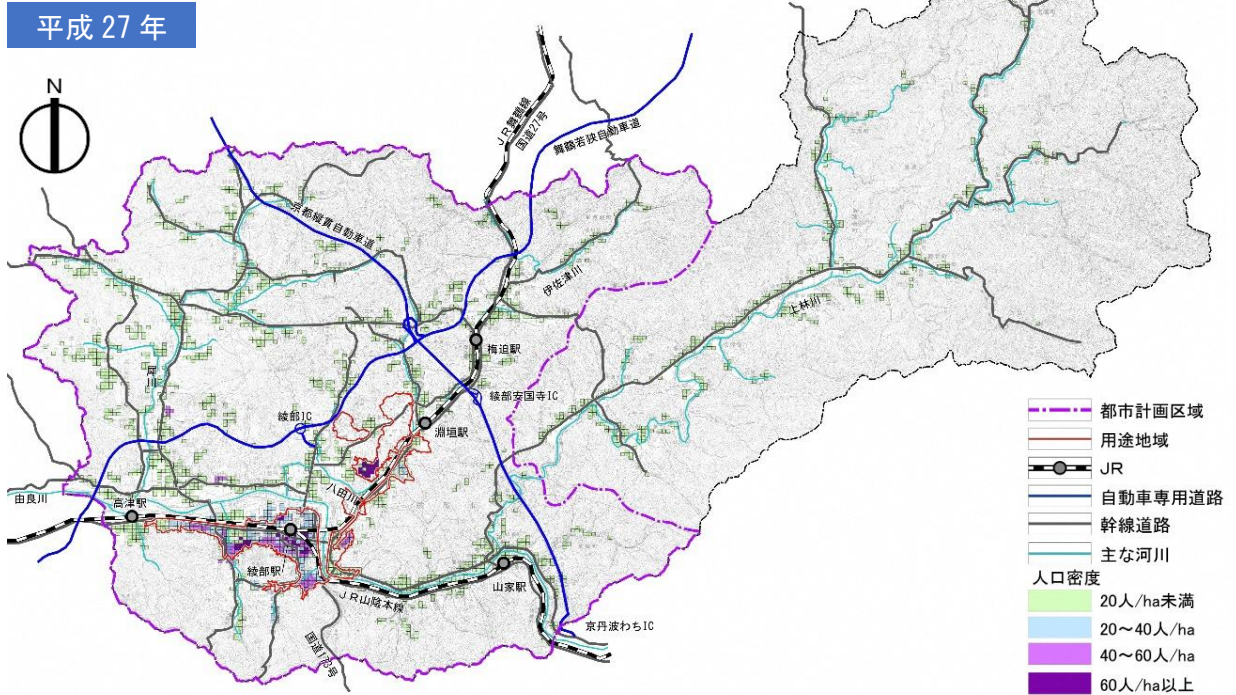 平成 27 年
N
JR舞鶴線
国道27号
舞鶴若狭自動車道
京都縦貫自動車道
伊佐津川
上林川
梅迫駅
犀川
綾部安国寺IC
綾部IC
淵垣駅
八田川
由良川
高津駅
綾部駅
山家駅
JR山陰本線
京丹波わちIC
国道173号
都市計画区域
用途地域
JR
自動車専用道路
幹線道路
主な河川
人口密度
20人/ha未満
20～40人/ha
40～60人/ha
60人/ha以上